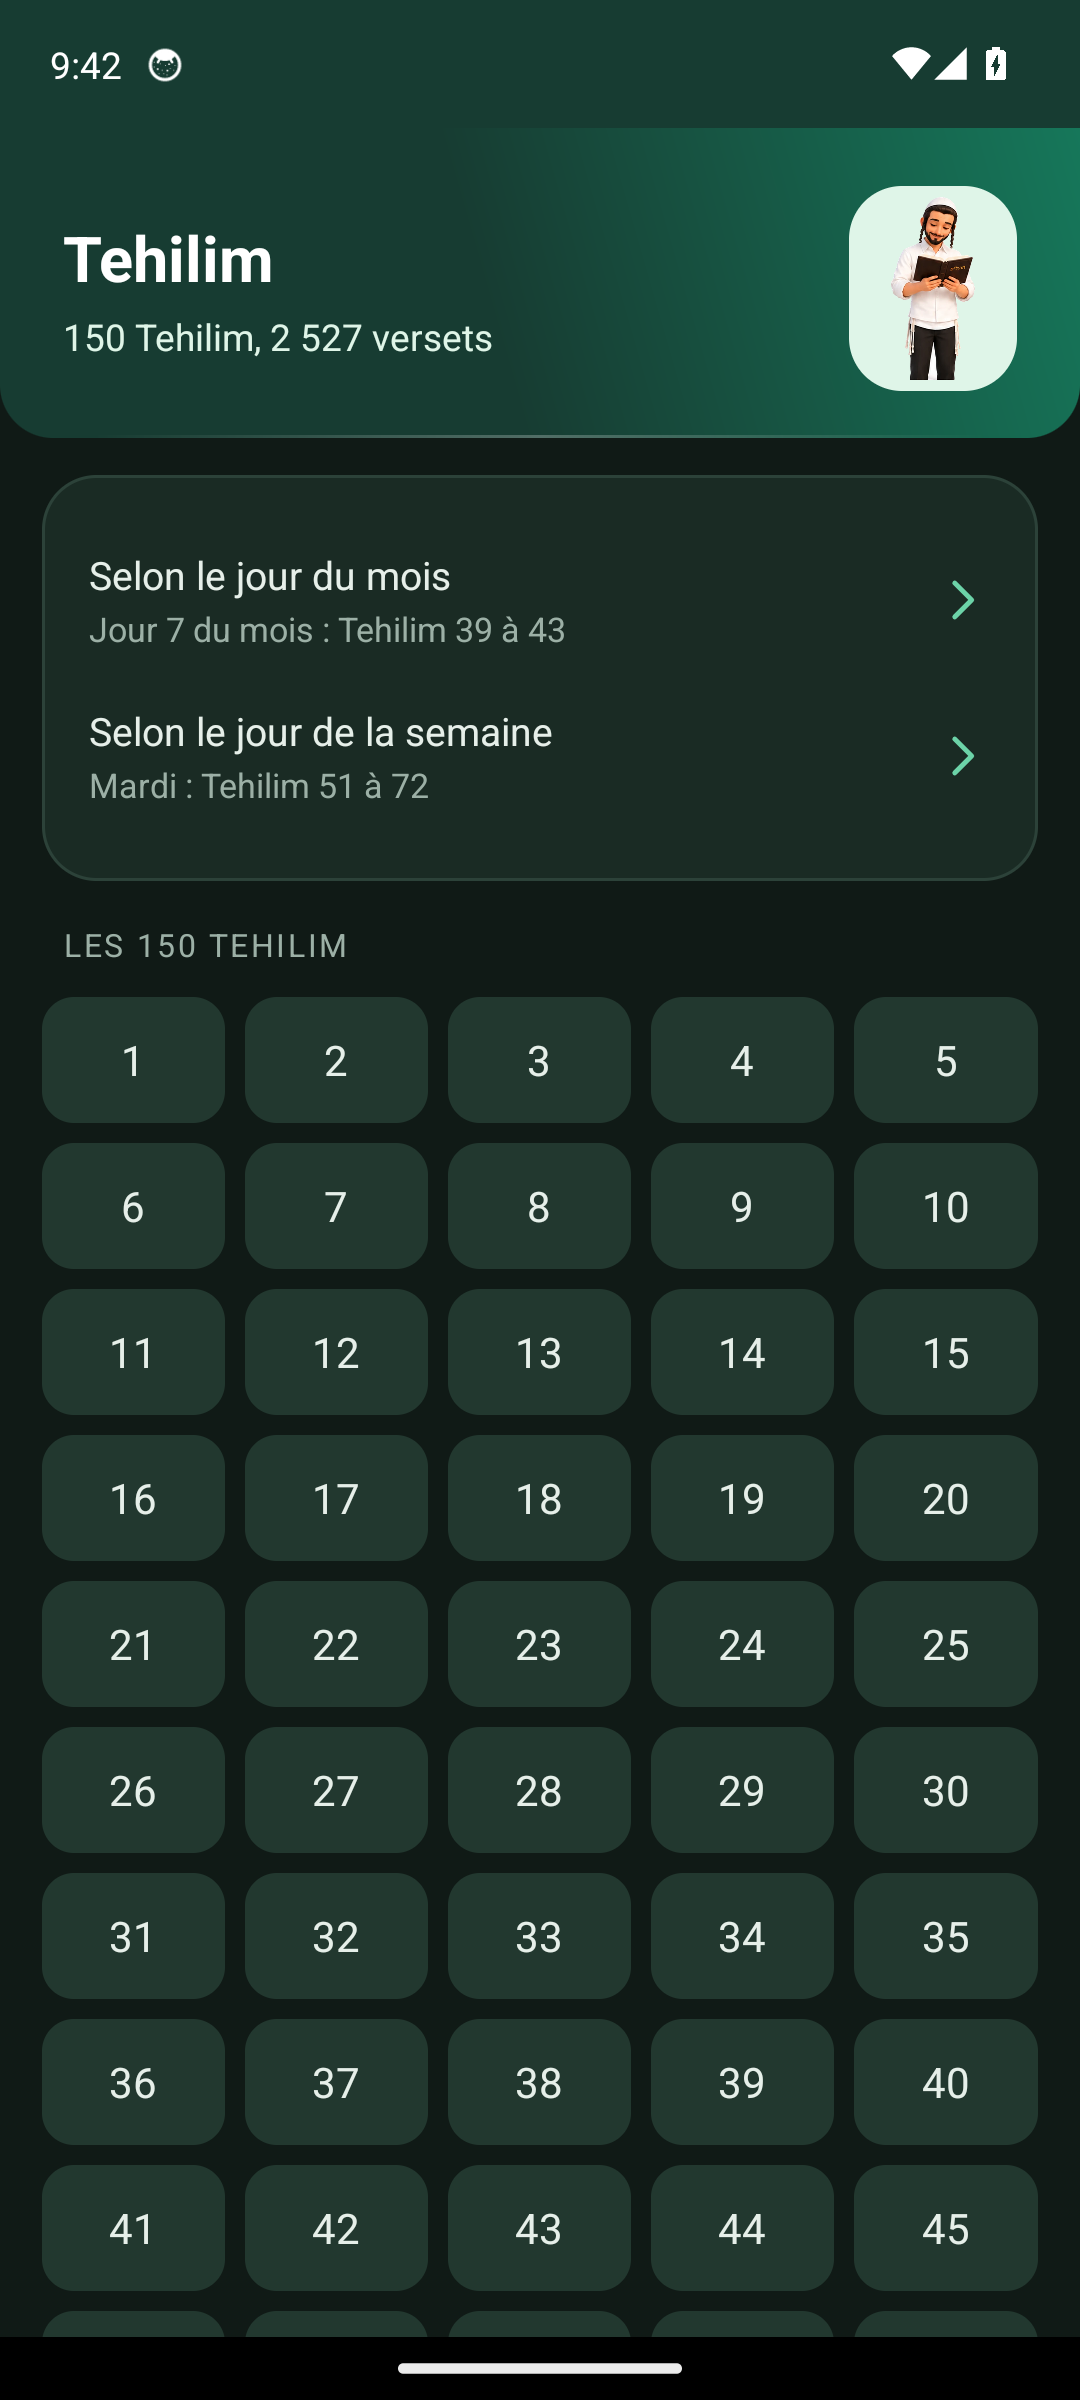 9:42
Tehilim
150 Tehilim, 2 527 versets
Selon le jour du mois
Jour 7 du mois : Tehilim 39 à 43
Selon le jour de la semaine
Mardi : Tehilim 51 à 72
LES 150 TEHILIM
1 2 3 4 5
6 7 8 9 10
11 12 13 14 15
16 17 18 19 20
21 22 23 24 25
26 27 28 29 30
31 32 33 34 35
36 37 38 39 40
41 42 43 44 45